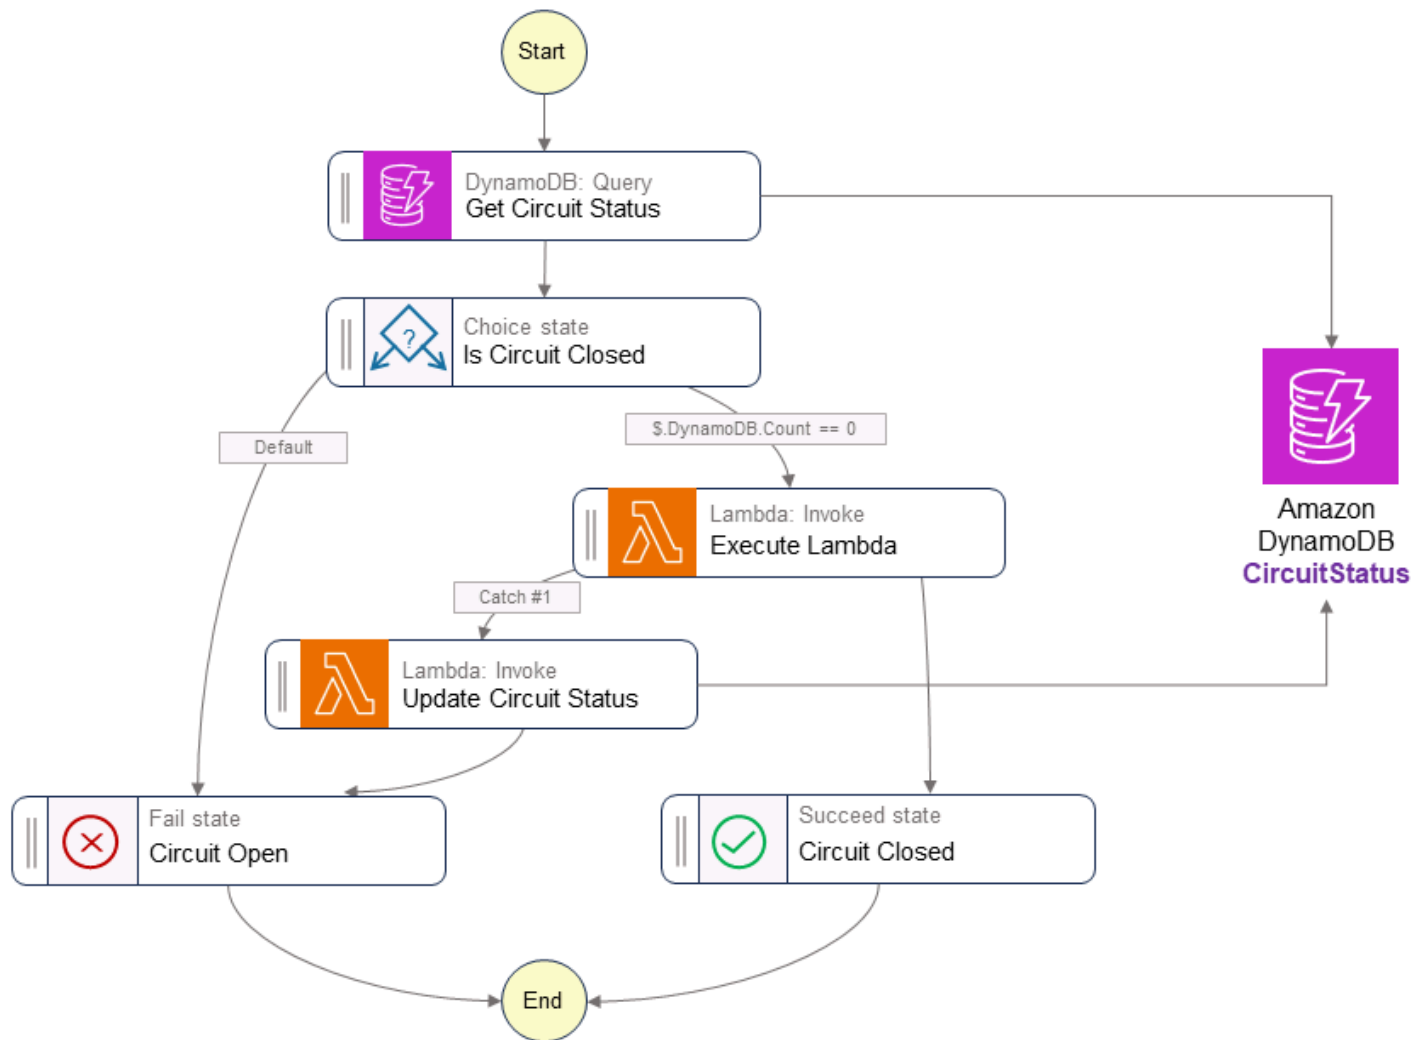 Start
DynamoDB: Query
Get Circuit Status
Choice state
?
Is Circuit Closed
Default
$.DynamoDB.Count == 0
Lambda: Invoke
Execute Lambda
Catch #1
Lambda: Invoke
Update Circuit Status
Amazon
DynamoDB
CircuitStatus
Fail state
Circuit Open
Succeed state
Circuit Closed
End